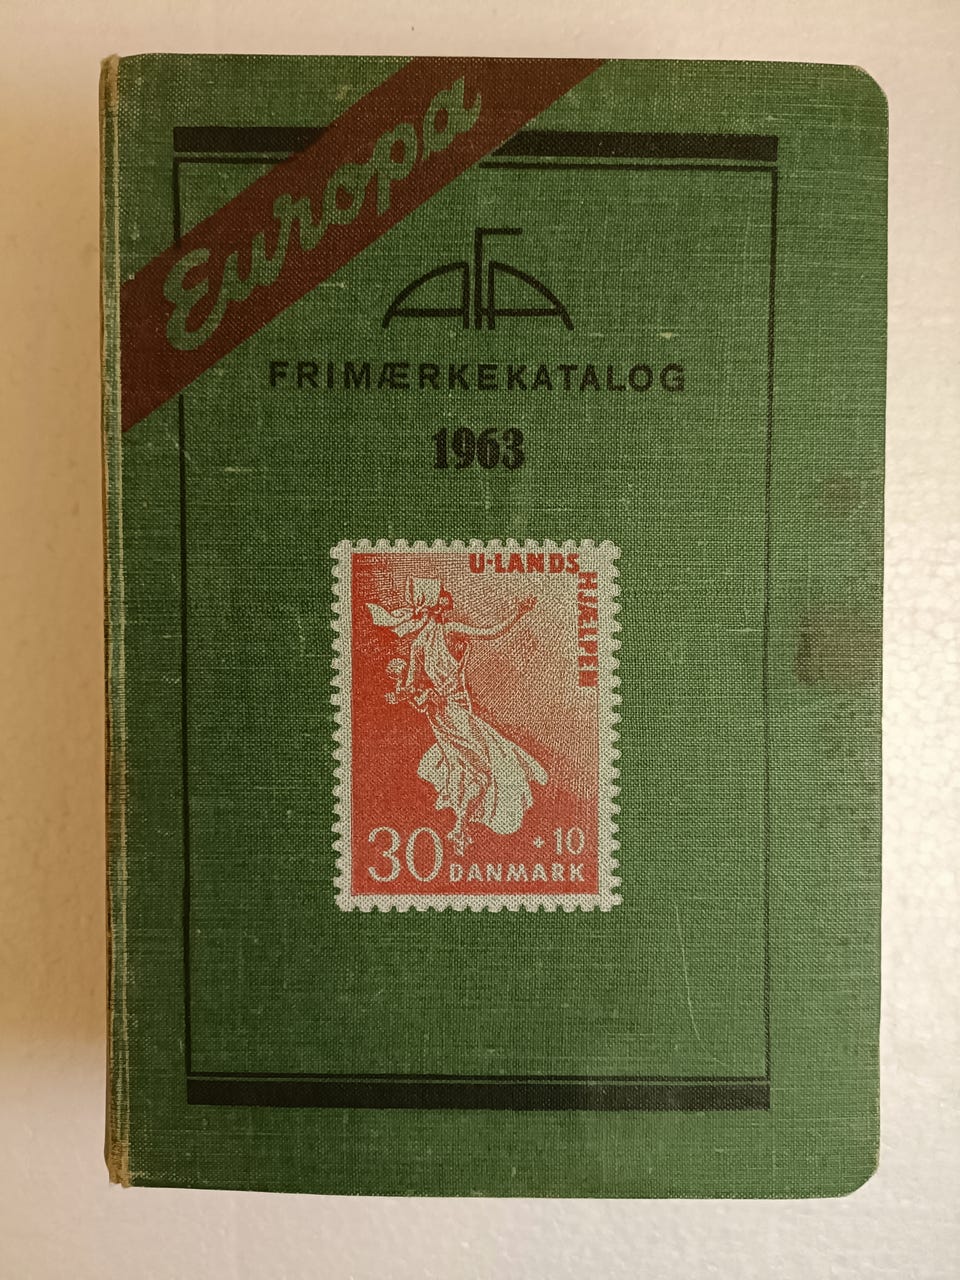 Europa
AFA
FRIMÆRKEKATALOG
1963
U-LANDS
HJÆLPEN
30 + 10
DANMARK